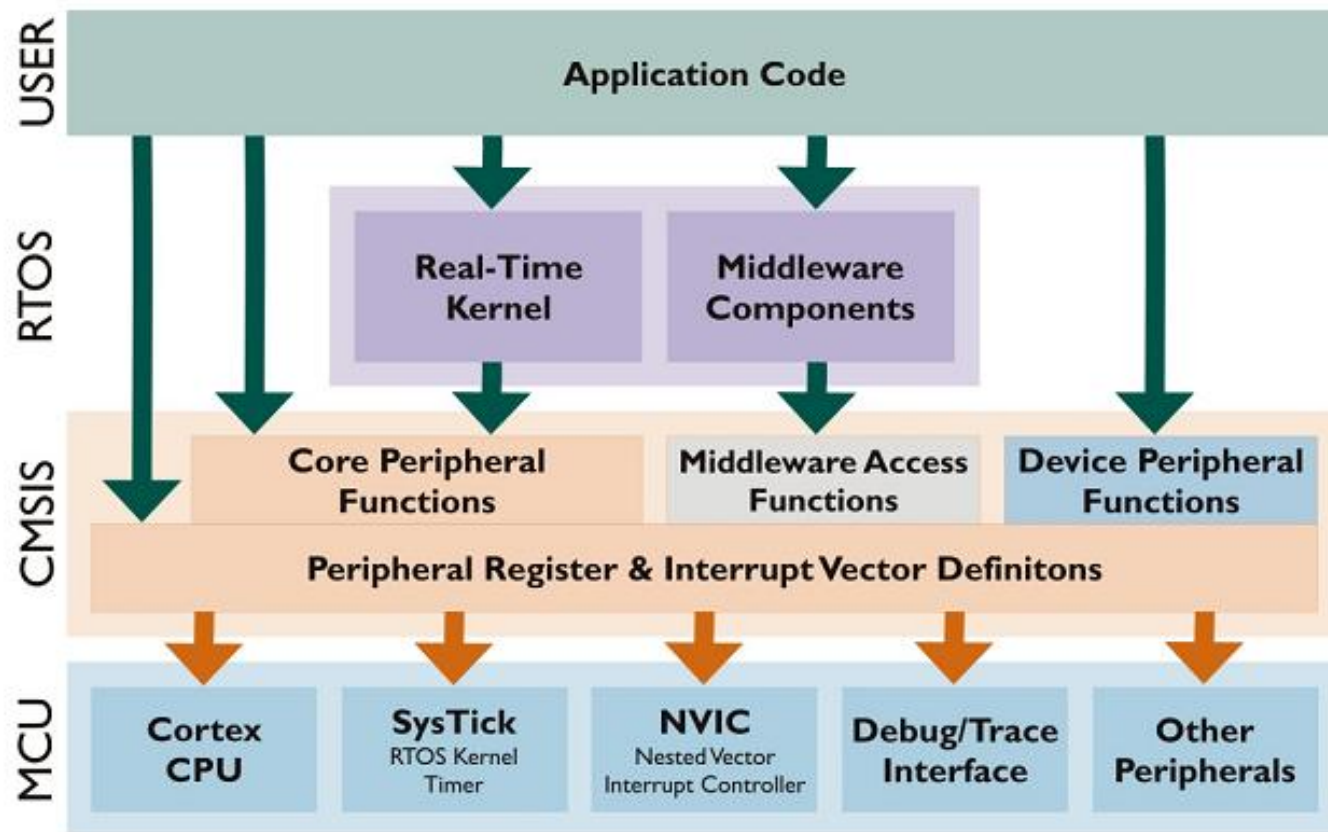 USER
Application Code
RTOS
Real-Time
Kernel
Middleware
Components
CMSIS
Core Peripheral
Functions
Middleware Access
Functions
Device Peripheral
Functions
Peripheral Register & Interrupt Vector Definitons
MCU
Cortex
CPU
SysTick
RTOS Kernel
Timer
NVIC
Nested Vector
Interrupt Controller
Debug/Trace
Interface
Other
Peripherals